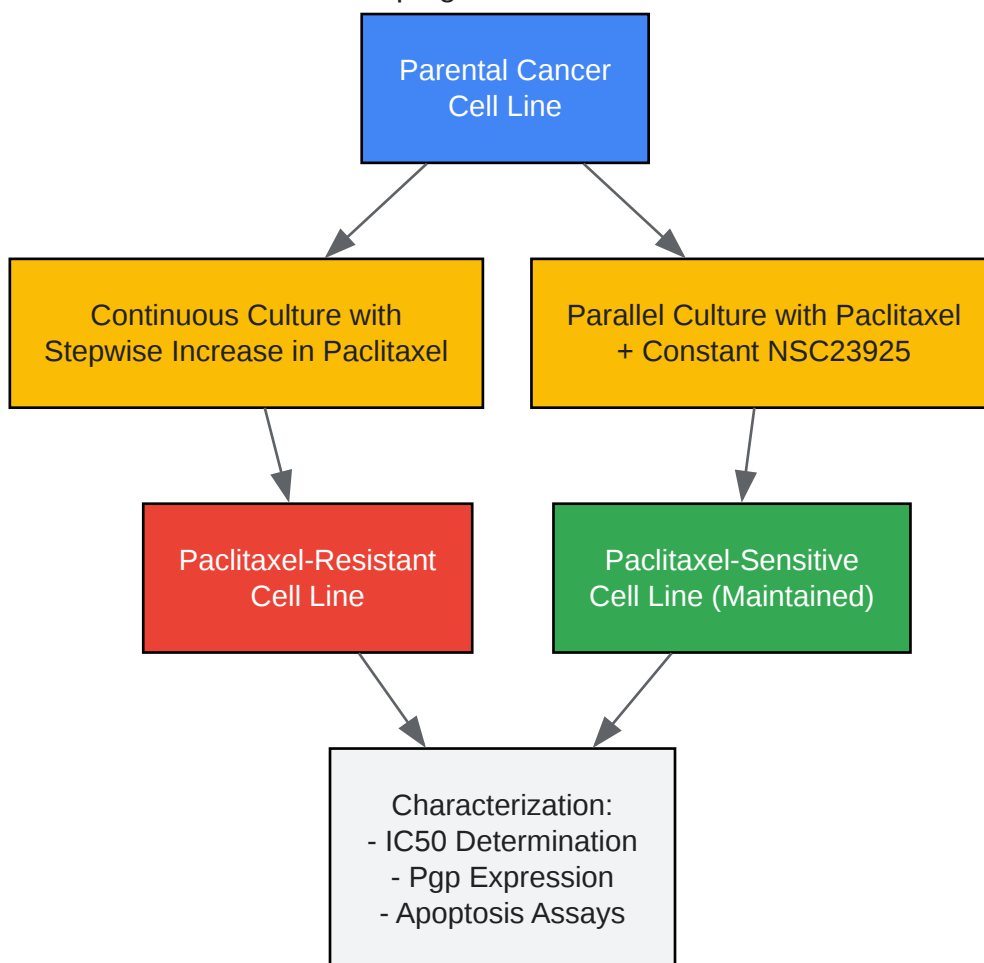 Parental Cancer
Cell Line
Continuous Culture with
Stepwise Increase in Paclitaxel
Parallel Culture with Paclitaxel
+ Constant NSC23925
Paclitaxel-Resistant
Cell Line
Paclitaxel-Sensitive
Cell Line (Maintained)
Characterization:
- IC50 Determination
- Pgp Expression
- Apoptosis Assays